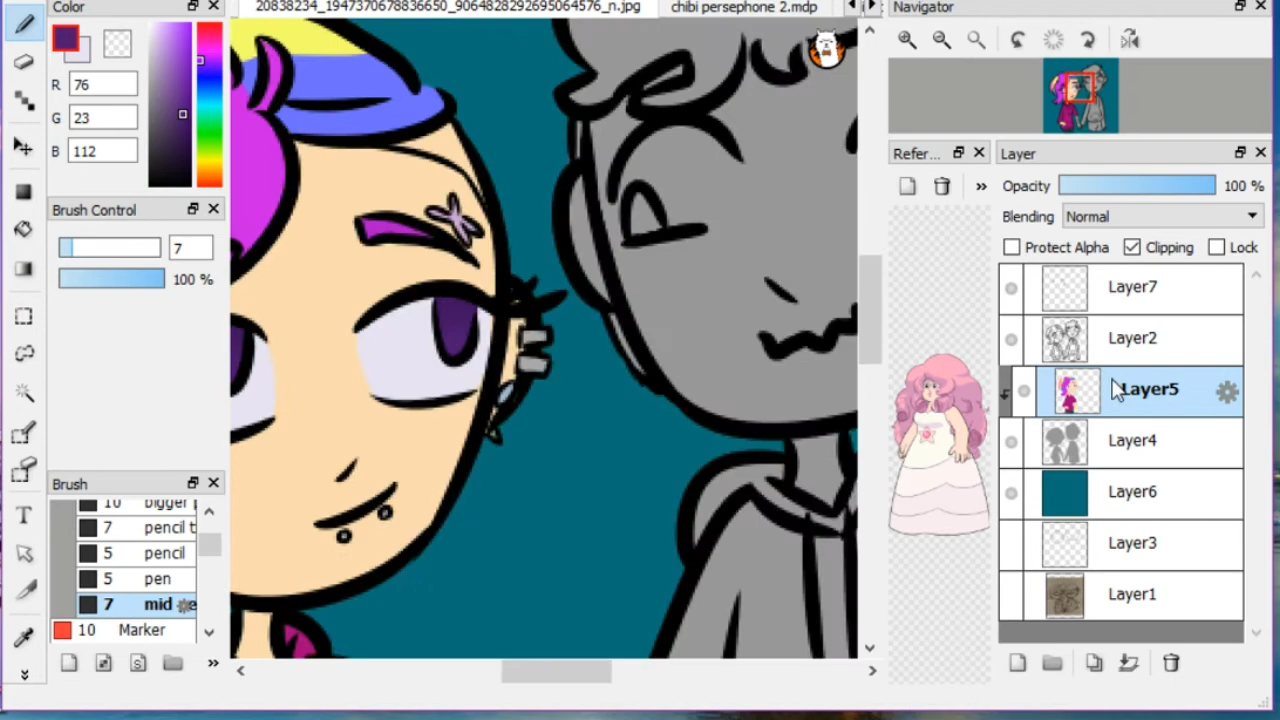 Color
20838234_1947370678836650_9064828292695064576_n.jpg
chibi persephone 2.mdp
Navigator
R 76
G 23
B 112
Brush Control
7
100 %
Refer...
Layer
Opacity 100 %
Blending Normal
Protect Alpha Clipping Lock
Layer7
Layer2
Layer5
Layer4
Layer6
Layer3
Layer1
Brush
10 bigger
7 pencil t
5 pencil
5 pen
7 mid
10 Marker